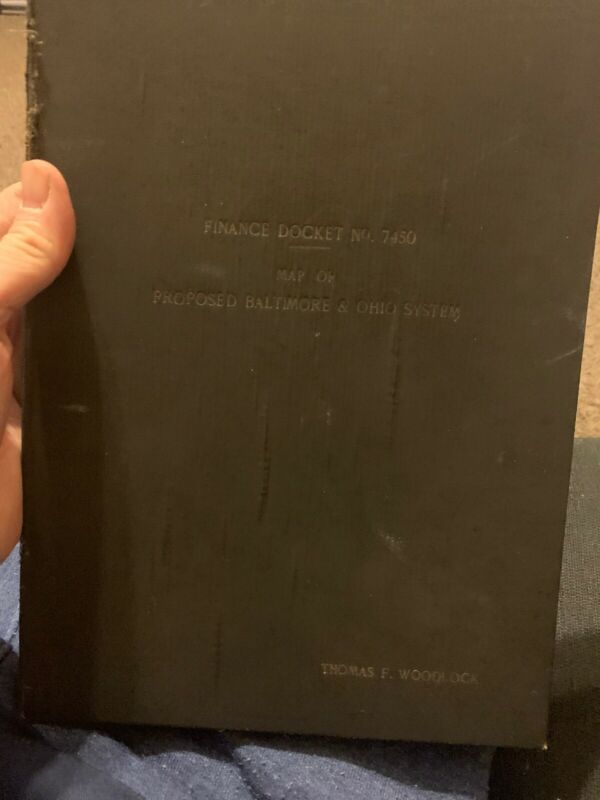 FINANCE DOCKET NO. 7450
MAP OF
PROPOSED BALTIMORE & OHIO SYSTEM
THOMAS F. WOODLOCK